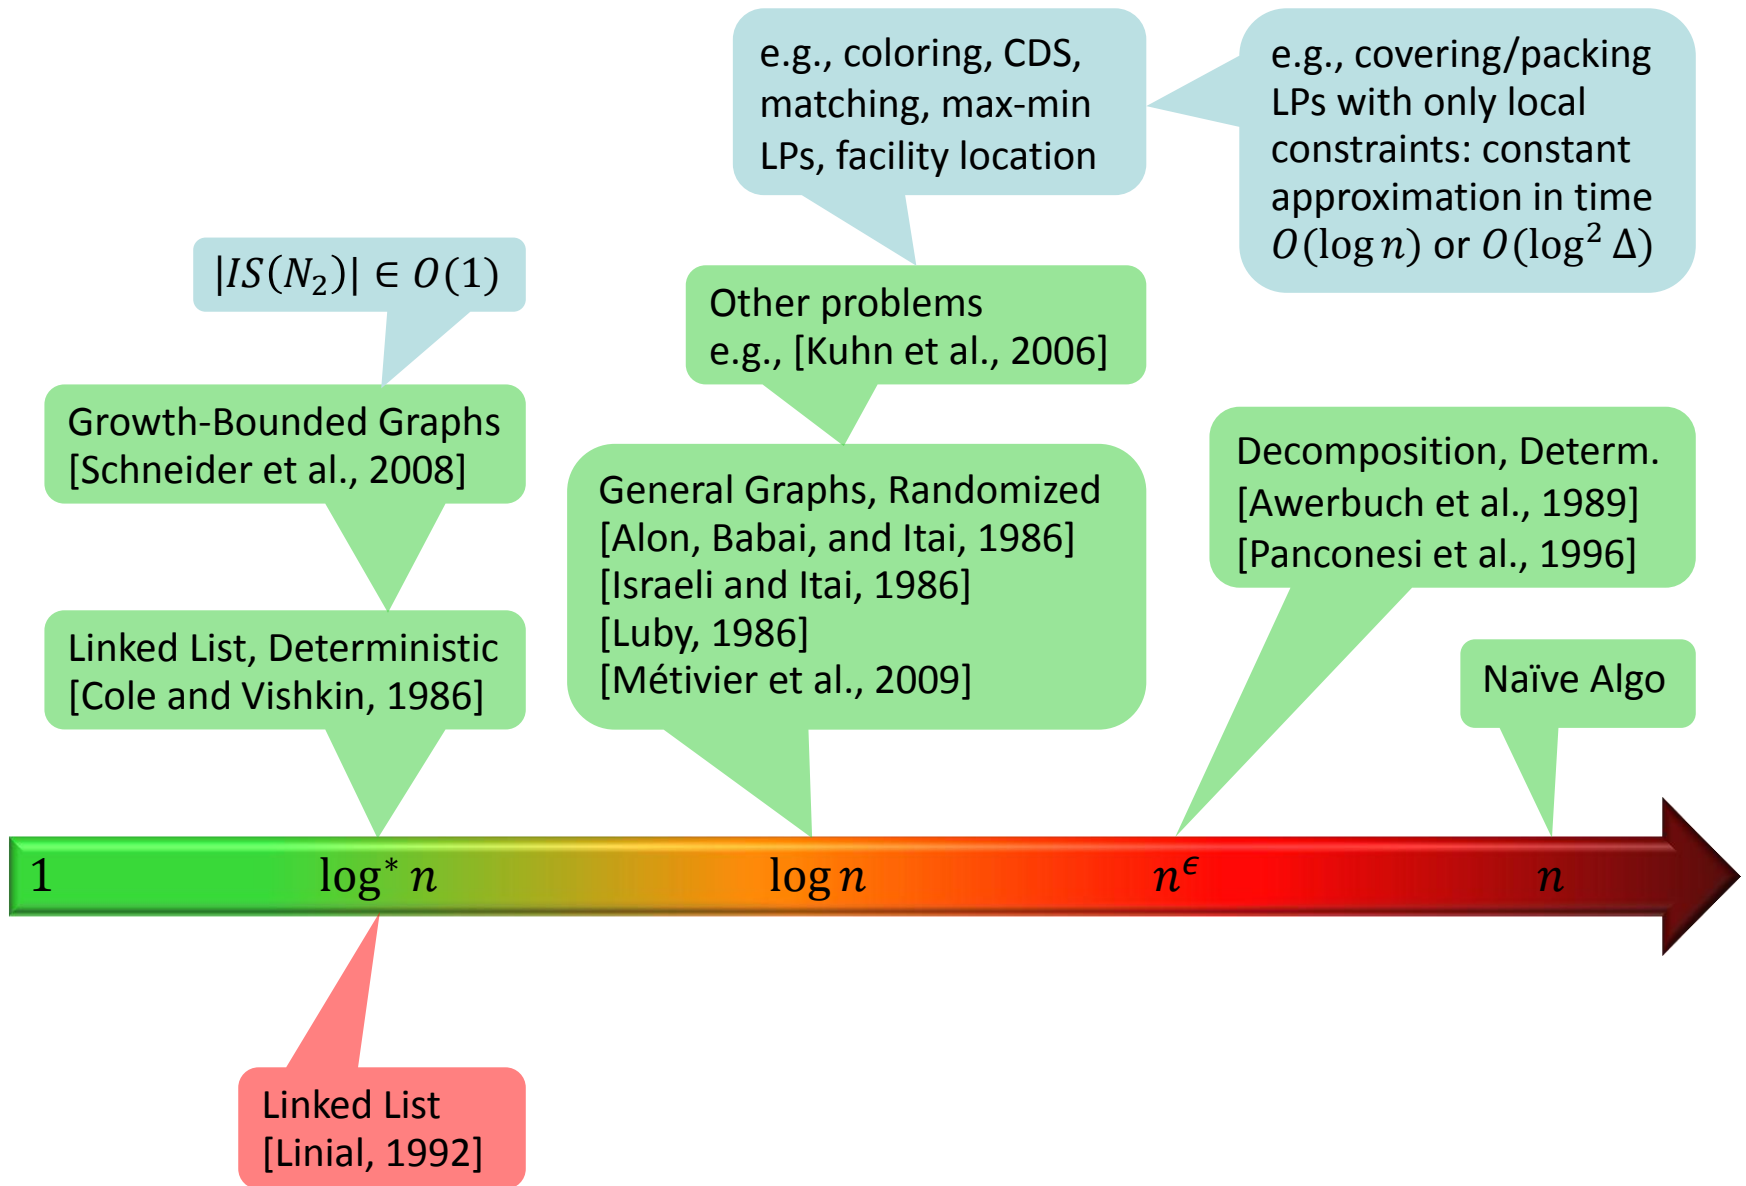 e.g., coloring, CDS,
matching, max-min
LPs, facility location
e.g., covering/packing
LPs with only local
constraints: constant
approximation in time
O(log n) or O(log² Δ)
|IS(N₂)| ∈ O(1)
Other problems
e.g., [Kuhn et al., 2006]
Growth-Bounded Graphs
[Schneider et al., 2008]
General Graphs, Randomized
[Alon, Babai, and Itai, 1986]
[Israeli and Itai, 1986]
[Luby, 1986]
[Métivier et al., 2009]
Decomposition, Determ.
[Awerbuch et al., 1989]
[Panconesi et al., 1996]
Linked List, Deterministic
[Cole and Vishkin, 1986]
Naïve Algo
1 log* n log n n^ϵ n
Linked List
[Linial, 1992]